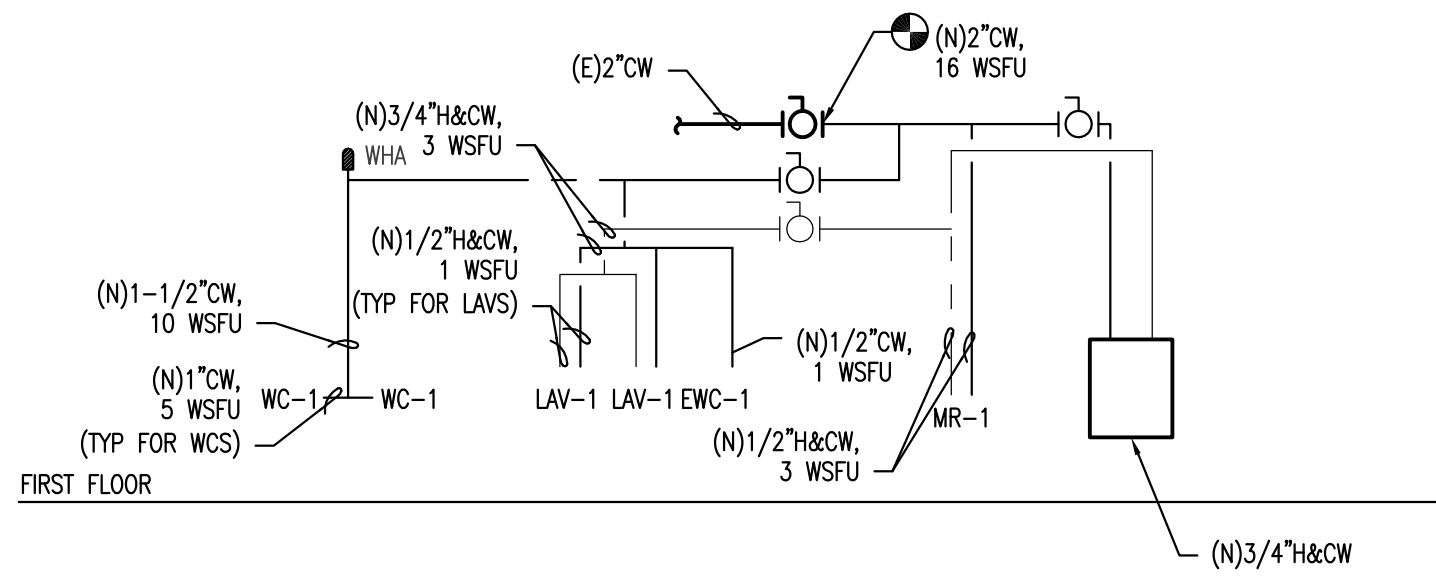 (N)2"CW,
16 WSFU
(E)2"CW
(N)3/4"H&CW,
3 WSFU
WHA
(N)1/2"H&CW,
1 WSFU
(TYP FOR LAVS)
(N)1-1/2"CW,
10 WSFU
(N)1/2"CW,
1 WSFU
(N)1"CW,
5 WSFU
(TYP FOR WCS)
WC-1
WC-1
LAV-1
LAV-1
EWC-1
MR-1
(N)1/2"H&CW,
3 WSFU
FIRST FLOOR
(N)3/4"H&CW